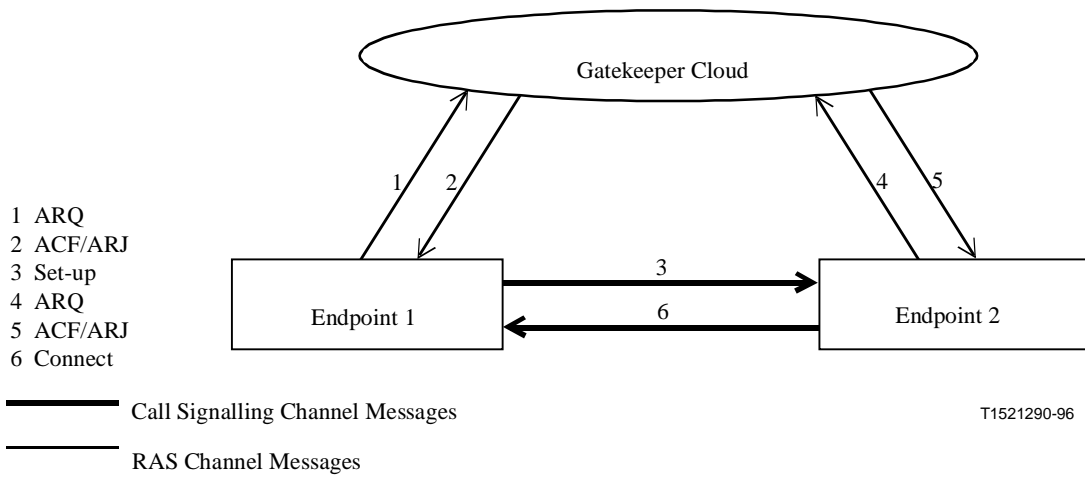 Gatekeeper Cloud
1
2
4
5
1 ARQ
2 ACF/ARJ
3 Set-up
4 ARQ
5 ACF/ARJ
6 Connect
3
Endpoint 1
6
Endpoint 2
Call Signalling Channel Messages
T1521290-96
RAS Channel Messages